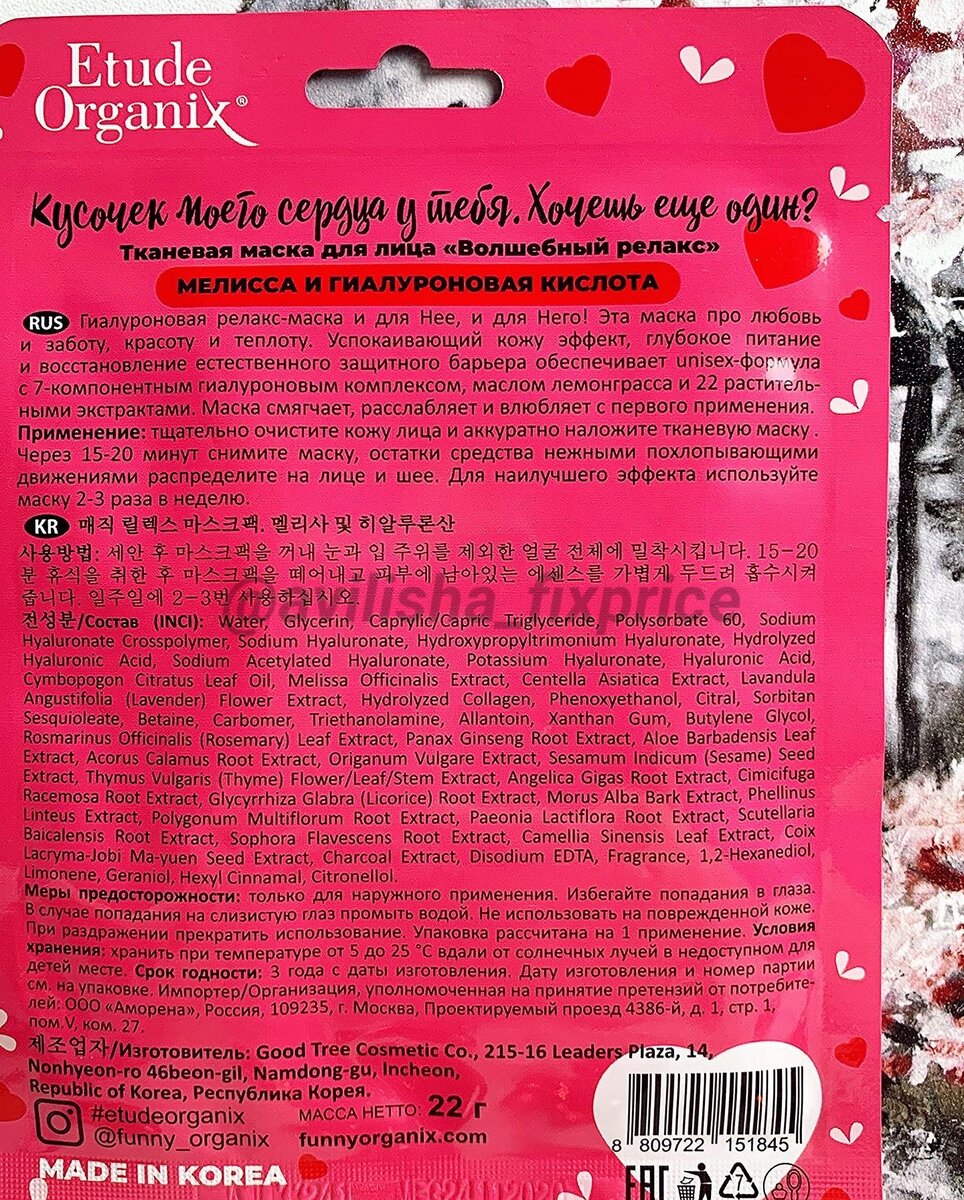 Etude
Organix®
Кусочек моего сердца у тебя. Хочешь еще один?
Тканевая маска для лица «Волшебный релакс»
МЕЛИССА И ГИАЛУРОНОВАЯ КИСЛОТА
RUS Гиалуроновая релакс-маска и для Нее, и для Него! Эта маска про любовь
и заботу, красоту и теплоту. Успокаивающий кожу эффект, глубокое питание
и восстановление естественного защитного барьера обеспечивает unisex-формула
с 7-компонентным гиалуроновым комплексом, маслом лемонграсса и 22 раститель-
ными экстрактами. Маска смягчает, расслабляет и влюбляет с первого применения.
Применение: тщательно очистите кожу лица и аккуратно наложите тканевую маску .
Через 15-20 минут снимите маску, остатки средства нежными похлопывающими
движениями распределите на лице и шее. Для наилучшего эффекта используйте
маску 2-3 раза в неделю.
KR 매직 릴렉스 마스크팩. 멜리사 및 히알루론산
사용방법: 세안 후 마스크팩을 꺼내 눈과 입 주위를 제외한 얼굴 전체에 밀착시킵니다. 15-20
분 휴식을 취한 후 마스크팩을 떼어내고 피부에 남아있는 에센스를 가볍게 두드려 흡수시켜
줍니다. 일주일에 2-3번 사용하십시오.
@avilisha_fixprice
전성분/Состав (INCI): Water, Glycerin, Caprylic/Capric Triglyceride, Polysorbate 60, Sodium
Hyaluronate Crosspolymer, Sodium Hyaluronate, Hydroxypropyltrimonium Hyaluronate, Hydrolyzed
Hyaluronic Acid, Sodium Acetylated Hyaluronate, Potassium Hyaluronate, Hyaluronic Acid,
Cymbopogon Citratus Leaf Oil, Melissa Officinalis Extract, Centella Asiatica Extract, Lavandula
Angustifolia (Lavender) Flower Extract, Hydrolyzed Collagen, Phenoxyethanol, Citral, Sorbitan
Sesquioleate, Betaine, Carbomer, Triethanolamine, Allantoin, Xanthan Gum, Butylene Glycol,
Rosmarinus Officinalis (Rosemary) Leaf Extract, Panax Ginseng Root Extract, Aloe Barbadensis Leaf
Extract, Acorus Calamus Root Extract, Origanum Vulgare Extract, Sesamum Indicum (Sesame) Seed
Extract, Thymus Vulgaris (Thyme) Flower/Leaf/Stem Extract, Angelica Gigas Root Extract, Cimicifuga
Racemosa Root Extract, Glycyrrhiza Glabra (Licorice) Root Extract, Morus Alba Bark Extract, Phellinus
Linteus Extract, Polygonum Multiflorum Root Extract, Paeonia Lactiflora Root Extract, Scutellaria
Baicalensis Root Extract, Sophora Flavescens Root Extract, Camellia Sinensis Leaf Extract, Coix
Lacryma-Jobi Ma-yuen Seed Extract, Charcoal Extract, Disodium EDTA, Fragrance, 1,2-Hexanediol,
Limonene, Geraniol, Hexyl Cinnamal, Citronellol.
Меры предосторожности: только для наружного применения. Избегайте попадания в глаза.
В случае попадания на слизистую глаз промыть водой. Не использовать на поврежденной коже.
При раздражении прекратить использование. Упаковка рассчитана на 1 применение. Условия
хранения: хранить при температуре от 5 до 25 °С вдали от солнечных лучей в недоступном для
детей месте. Срок годности: 3 года с даты изготовления. Дату изготовления и номер партии
см. на упаковке. Импортер/Организация, уполномоченная на принятие претензий от потребите-
лей: ООО «Аморена», Россия, 109235, г. Москва, Проектируемый проезд 4386-й, д. 1, стр. 1,
пом.V, ком. 27.
제조업자/Изготовитель: Good Tree Cosmetic Co., 215-16 Leaders Plaza, 14,
Nonhyeon-ro 46beon-gil, Namdong-gu, Incheon,
Republic of Korea, Республика Корея.
#etudeorganix
@funny_organix
МАССА НЕТТО: 22 г
funnyorganix.com
8 809722 151845
MADE IN KOREA
EAC
7